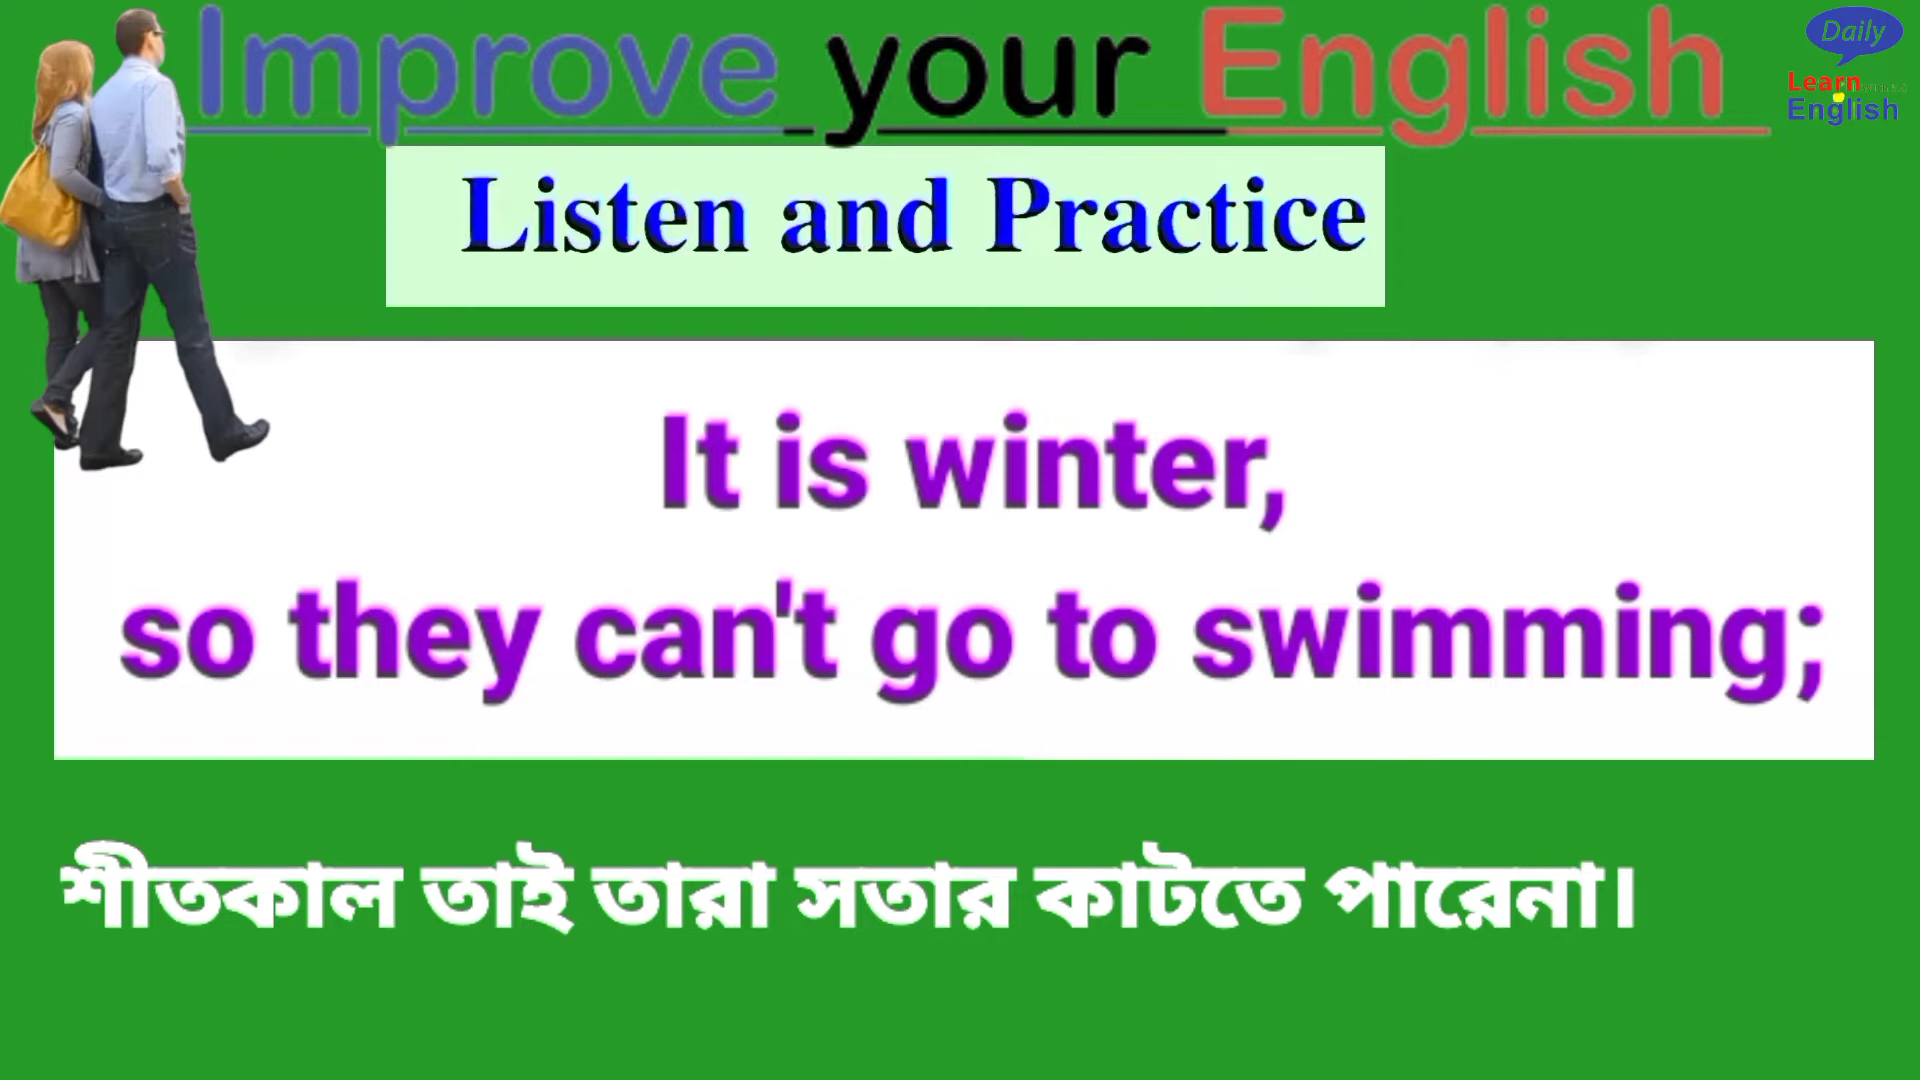 Improve your English
Daily
Learn
English
Listen and Practice
It is winter,
so they can't go to swimming;
শীতকাল তাই তারা সতার কাটতে পারেনা।